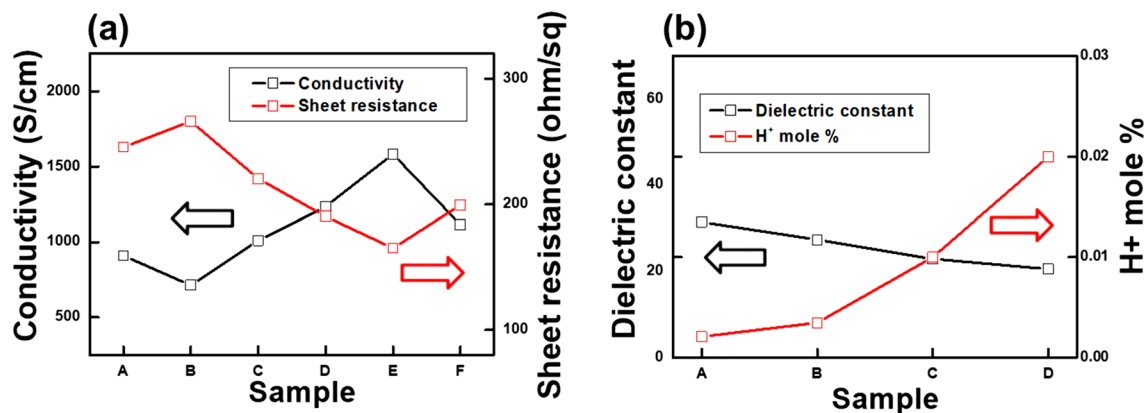 (a)
Conductivity (S/cm)
2000
1500
1000
500
Conductivity
Sheet resistance
300
200
100
Sheet resistance (ohm/sq)
A B C D E F
Sample
(b)
Dielectric constant
60
40
20
0
Dielectric constant
H⁺ mole %
0.03
0.02
0.01
0.00
H+ mole %
A B C D
Sample